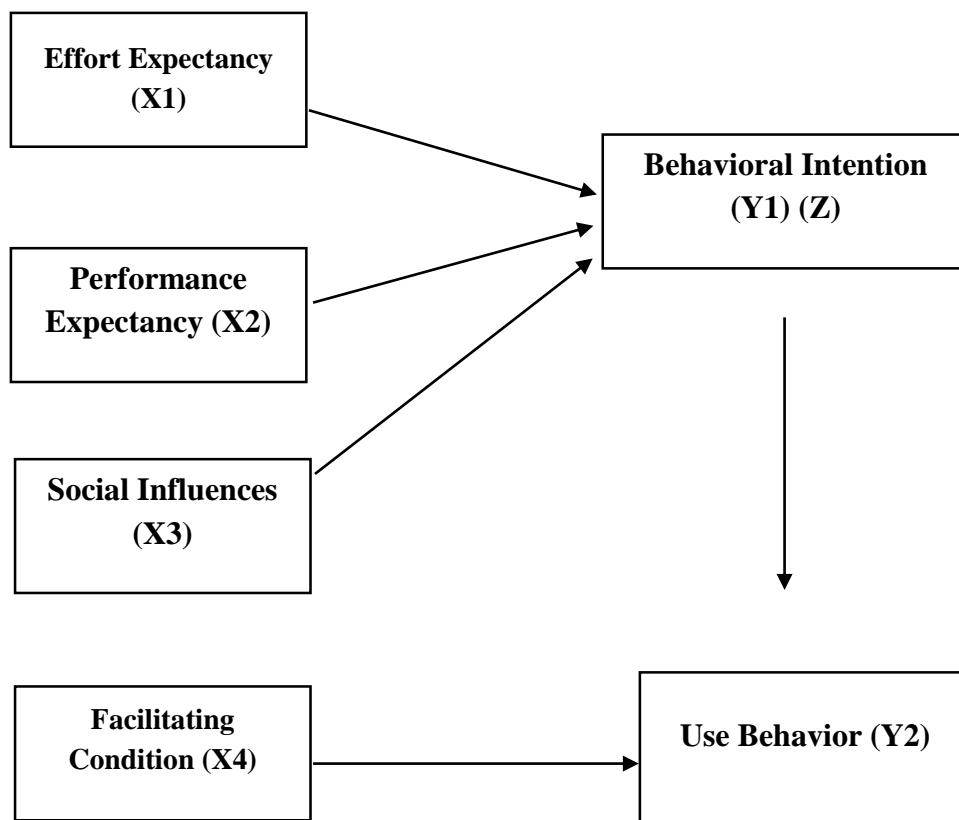 Effort Expectancy
(X1)
Behavioral Intention
(Y1) (Z)
Performance
Expectancy (X2)
Social Influences
(X3)
Facilitating
Condition (X4)
Use Behavior (Y2)